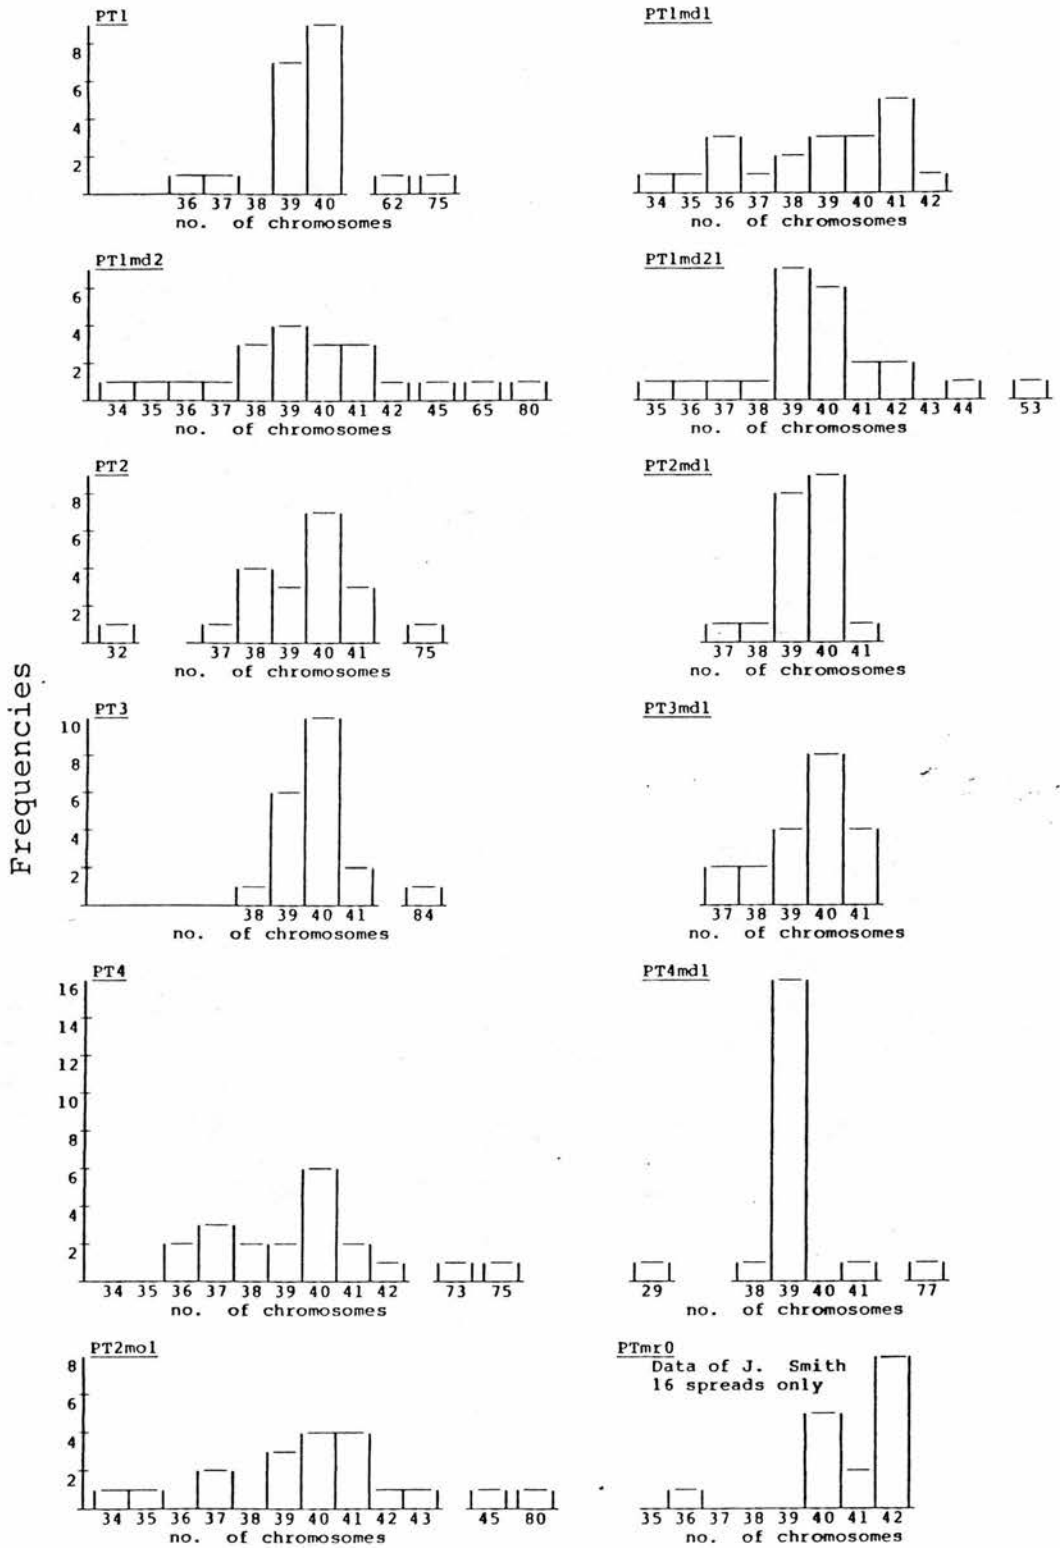 Frequencies
PT1
8
6
4
2
36 37 38 39 40 62 75
no. of chromosomes
PT1md1
34 35 36 37 38 39 40 41 42
no. of chromosomes
PT1md2
6
4
2
34 35 36 37 38 39 40 41 42 45 65 80
no. of chromosomes
PT1md21
35 36 37 38 39 40 41 42 43 44 53
no. of chromosomes
PT2
8
6
4
2
32 37 38 39 40 41 75
no. of chromosomes
PT2md1
37 38 39 40 41
no. of chromosomes
PT3
10
8
6
4
2
38 39 40 41 84
no. of chromosomes
PT3md1
37 38 39 40 41
no. of chromosomes
PT4
16
14
12
10
8
6
4
2
34 35 36 37 38 39 40 41 42 73 75
no. of chromosomes
PT4md1
29 38 39 40 41 77
no. of chromosomes
PT2mo1
8
6
4
2
34 35 36 37 38 39 40 41 42 43 45 80
no. of chromosomes
PTmr0
Data of J. Smith
16 spreads only
35 36 37 38 39 40 41 42
no. of chromosomes